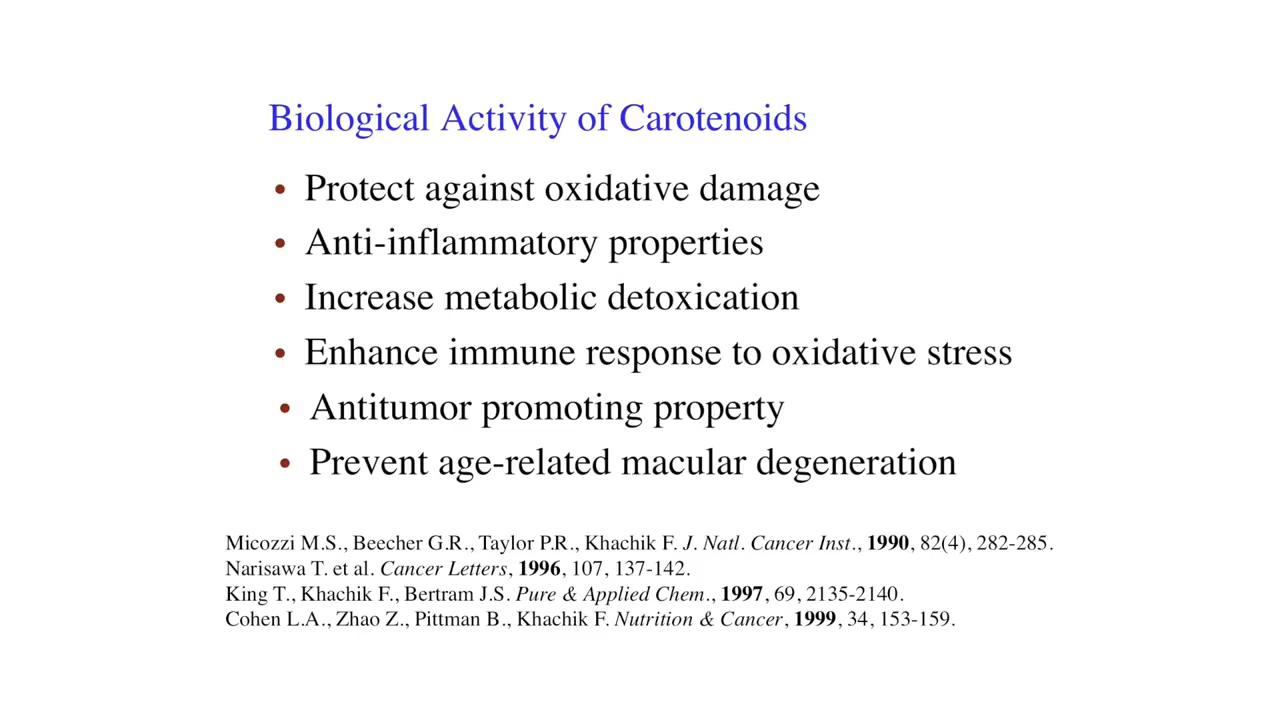 Biological Activity of Carotenoids
• Protect against oxidative damage
• Anti-inflammatory properties
• Increase metabolic detoxication
• Enhance immune response to oxidative stress
• Antitumor promoting property
• Prevent age-related macular degeneration
Micozzi M.S., Beecher G.R., Taylor P.R., Khachik F. J. Natl. Cancer Inst., 1990, 82(4), 282-285.
Narisawa T. et al. Cancer Letters, 1996, 107, 137-142.
King T., Khachik F., Bertram J.S. Pure & Applied Chem., 1997, 69, 2135-2140.
Cohen L.A., Zhao Z., Pittman B., Khachik F. Nutrition & Cancer, 1999, 34, 153-159.